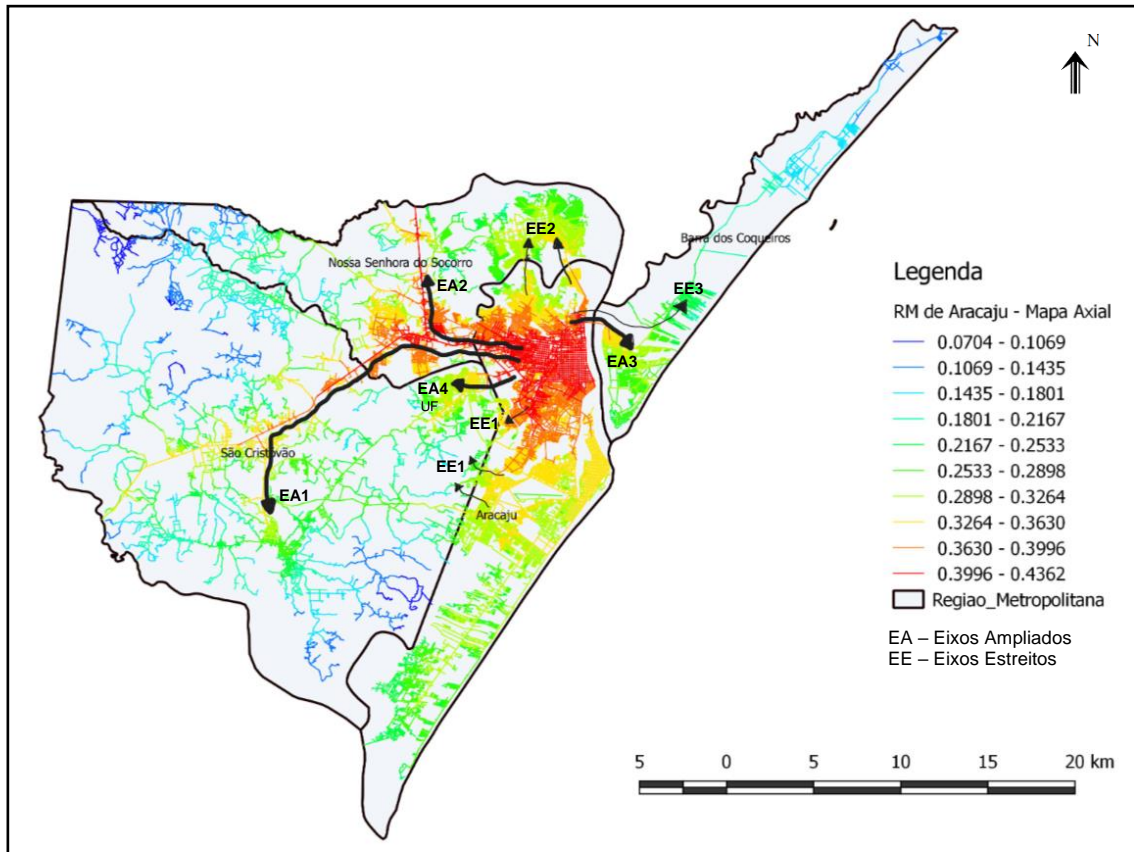 N
EE2
Barra dos Coqueiros
Nossa Senhora do Socorro
EA2
EE3
EA3
EA4
UF
EE1
São Cristovão
EE1
EA1
Aracaju
Legenda
RM de Aracaju - Mapa Axial
0.0704 - 0.1069
0.1069 - 0.1435
0.1435 - 0.1801
0.1801 - 0.2167
0.2167 - 0.2533
0.2533 - 0.2898
0.2898 - 0.3264
0.3264 - 0.3630
0.3630 - 0.3996
0.3996 - 0.4362
Regiao_Metropolitana
EA – Eixos Ampliados
EE – Eixos Estreitos
5 0 5 10 15 20 km